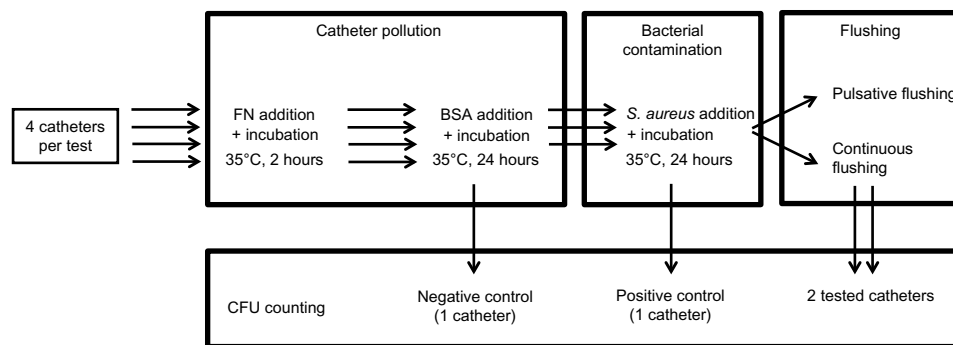 Catheter pollution
Bacterial
contamination
Flushing
4 catheters
per test
FN addition
+ incubation
35°C, 2 hours
BSA addition
+ incubation
35°C, 24 hours
S. aureus addition
+ incubation
35°C, 24 hours
Pulsative flushing
Continuous
flushing
CFU counting
Negative control
(1 catheter)
Positive control
(1 catheter)
2 tested catheters